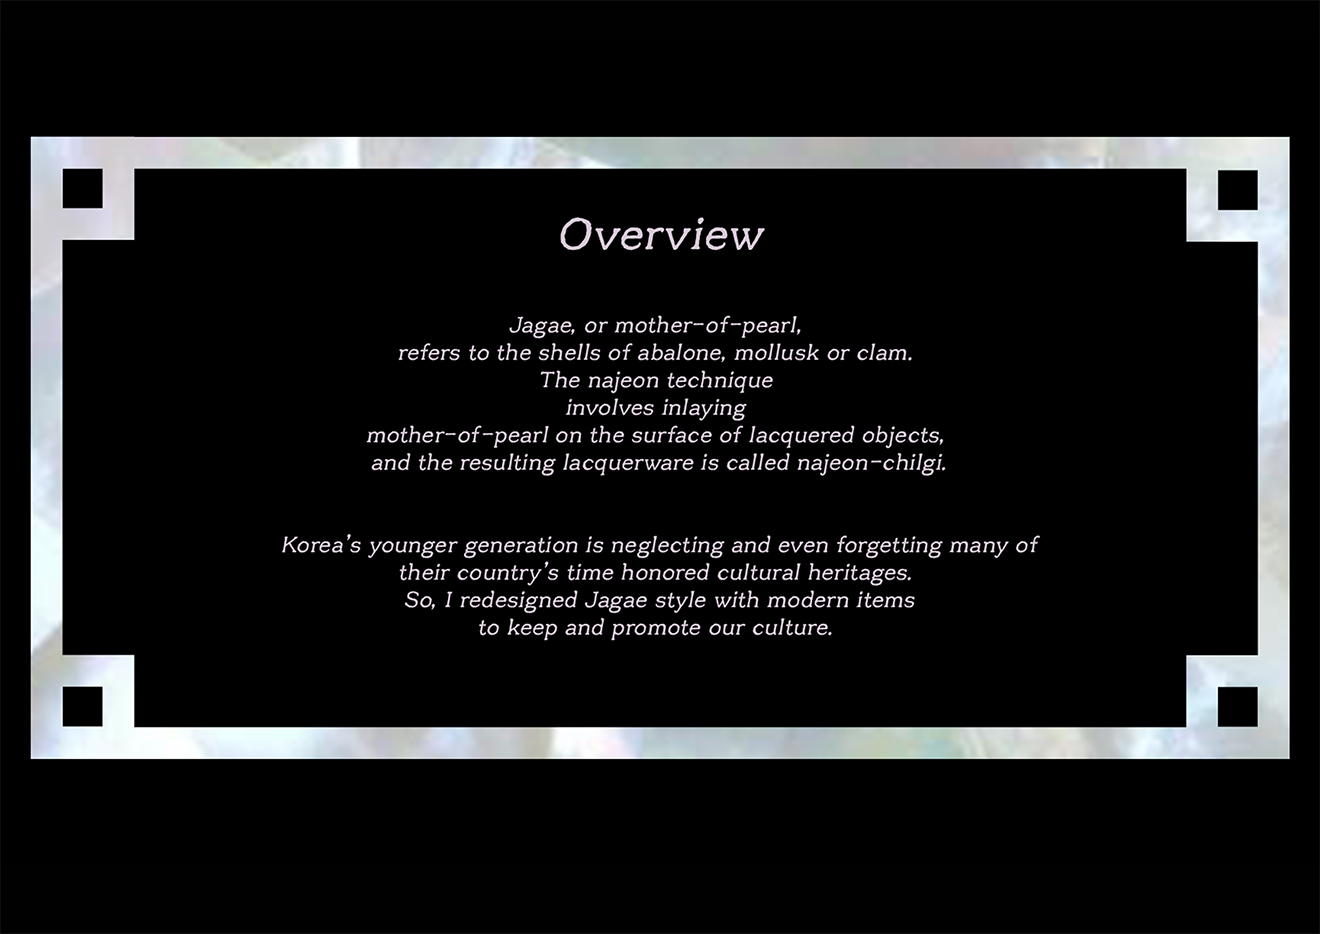 Overview
Jagae, or mother-of-pearl,
refers to the shells of abalone, mollusk or clam.
The najeon technique
involves inlaying
mother-of-pearl on the surface of lacquered objects,
and the resulting lacquerware is called najeon-chilgi.
Korea's younger generation is neglecting and even forgetting many of
their country's time honored cultural heritages.
So, I redesigned Jagae style with modern items
to keep and promote our culture.